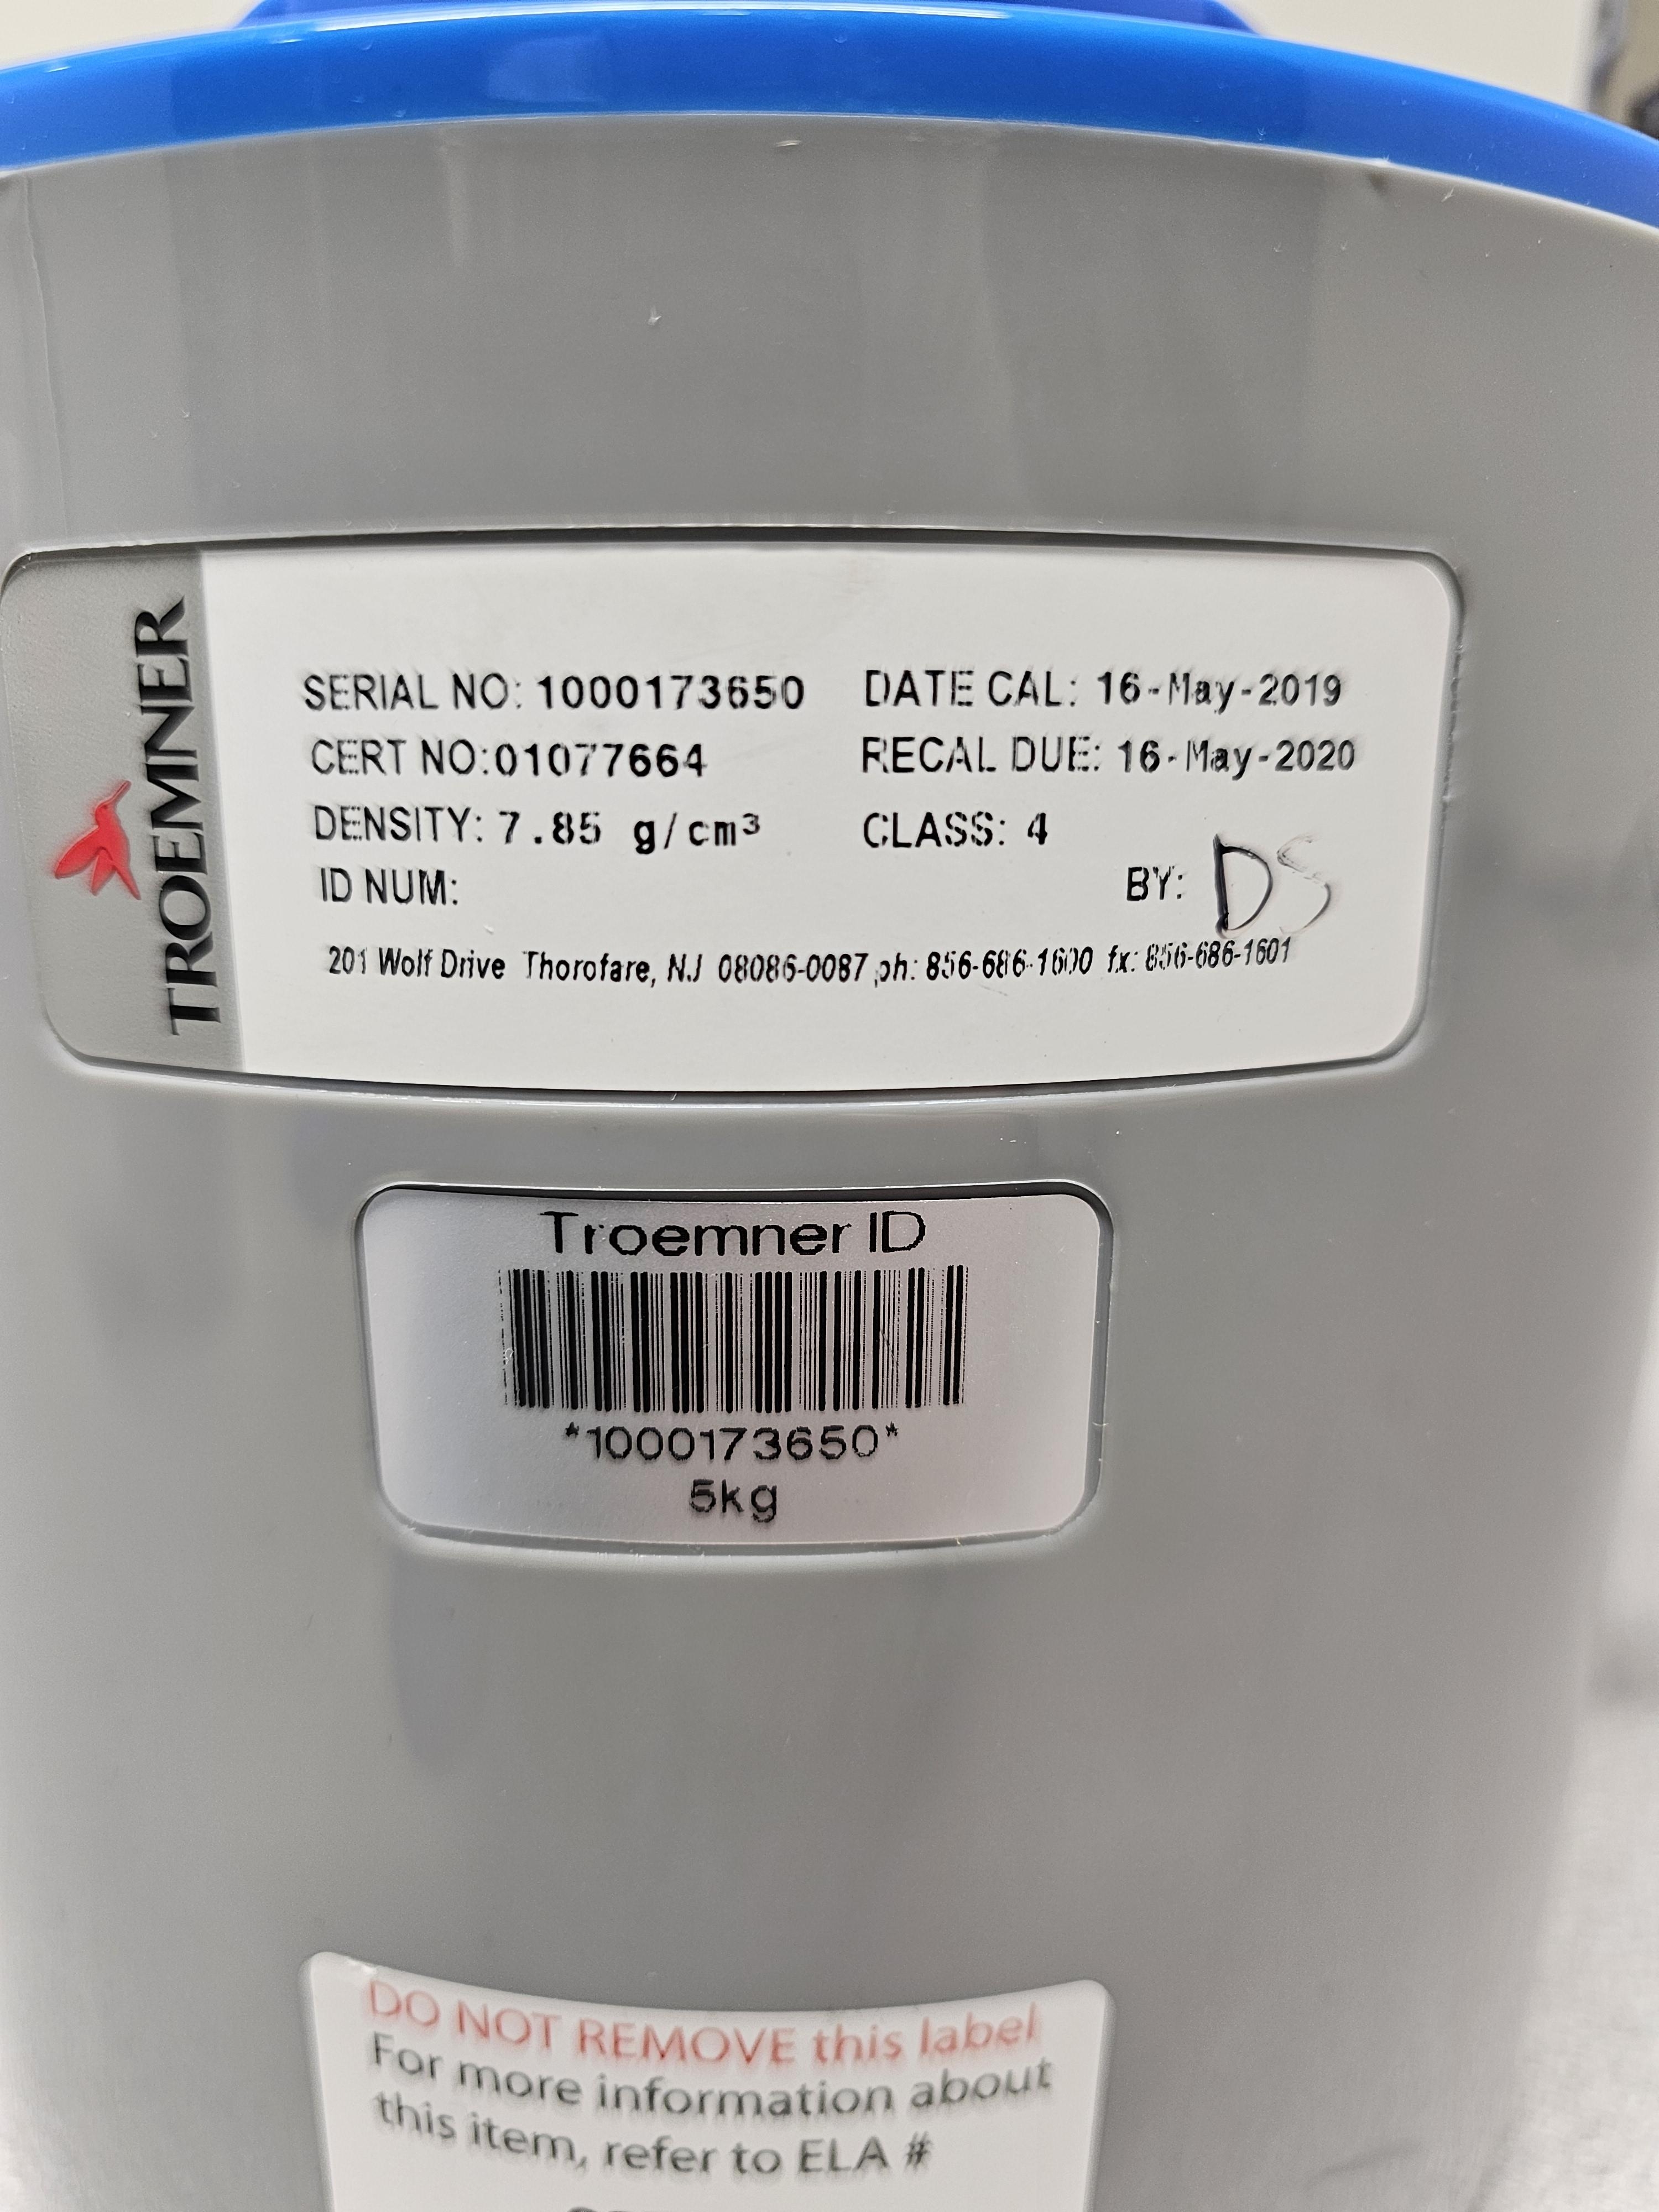 TROEMNER
SERIAL NO: 1000173650 DATE CAL: 16-May-2019
CERT NO:01077664 RECAL DUE: 16-May-2020
DENSITY: 7.85 g/cm³ CLASS: 4
ID NUM: BY: DS
201 Wolf Drive Thorofare, NJ 08086-0087 ph: 856-686-1600 fx: 856-686-1601
Troemner ID
*1000173650*
5kg
DO NOT REMOVE this label
For more information about
this item, refer to ELA #